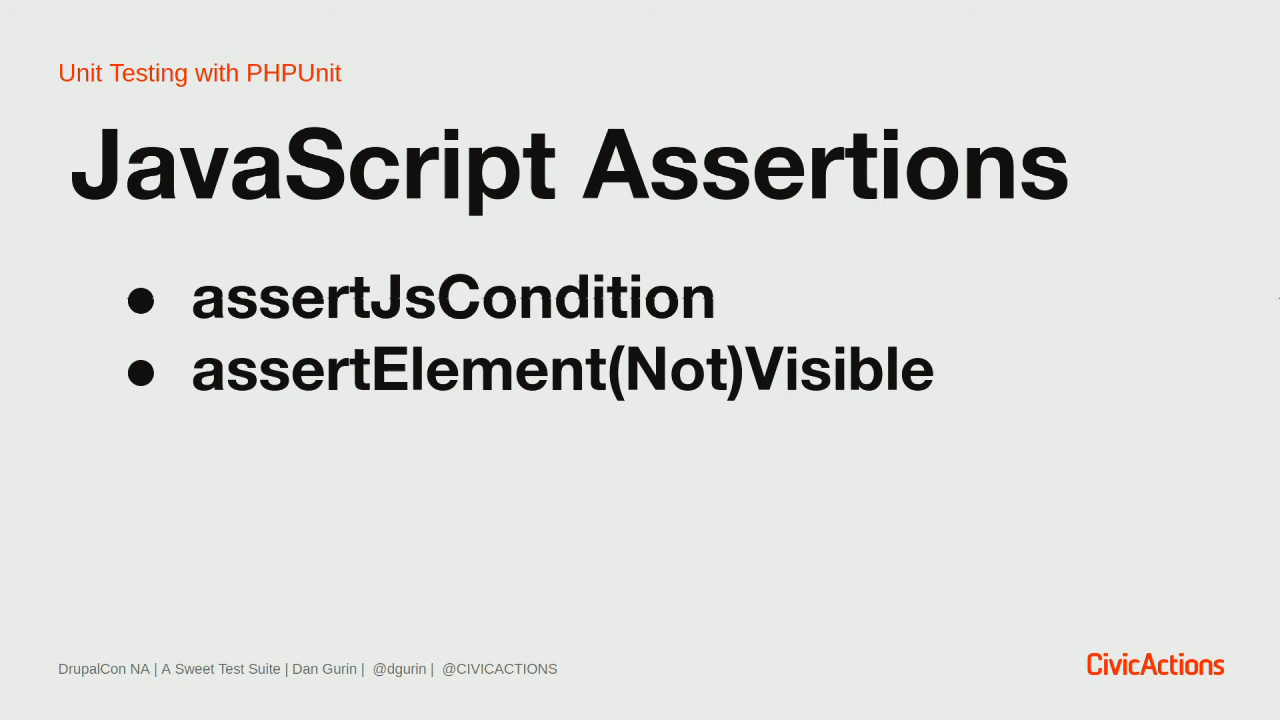 Unit Testing with PHPUnit
JavaScript Assertions
● assertJsCondition
● assertElement(Not)Visible
DrupalCon NA | A Sweet Test Suite | Dan Gurin | @dgurin | @CIVICACTIONS
CivicActions